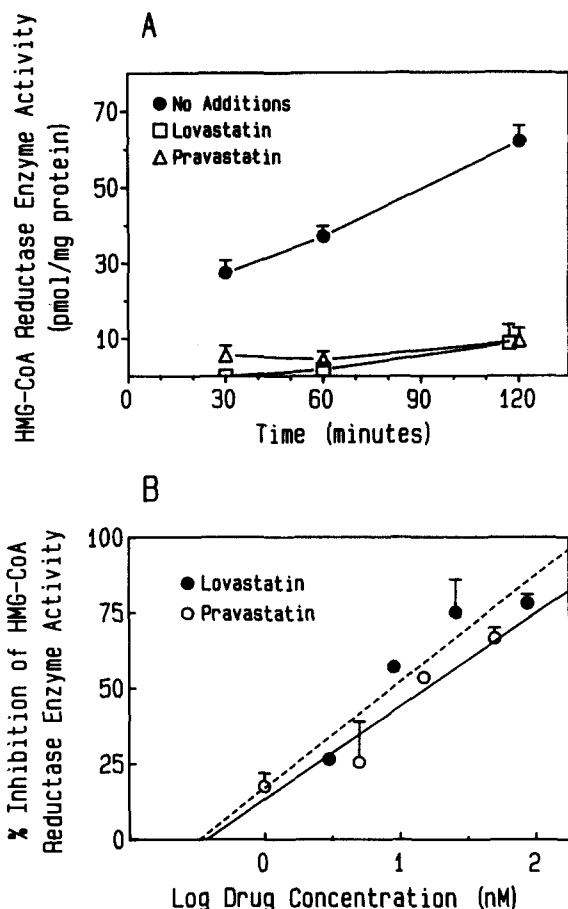 A
HMG-CoA Reductase Enzyme Activity
(pmol/mg protein)
70
50
30
10
No Additions
Lovastatin
Pravastatin
0
30
60
90
120
Time (minutes)
B
% Inhibition of HMG-CoA
Reductase Enzyme Activity
100
75
50
25
0
Lovastatin
Pravastatin
0
1
2
Log Drug Concentration (nM)